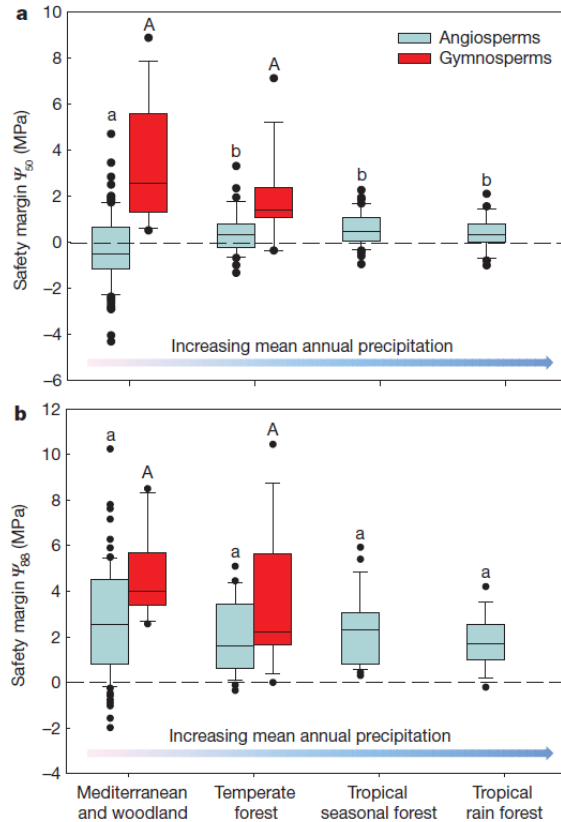 a
10
8
6
4
2
0
–2
–4
–6
Safety margin Ψ50 (MPa)
Angiosperms
Gymnosperms
a
A
b
A
b
b
Increasing mean annual precipitation
b
12
10
8
6
4
2
0
–2
–4
Safety margin Ψ88 (MPa)
a
A
a
A
a
a
Increasing mean annual precipitation
Mediterranean
and woodland
Temperate
forest
Tropical
seasonal forest
Tropical
rain forest